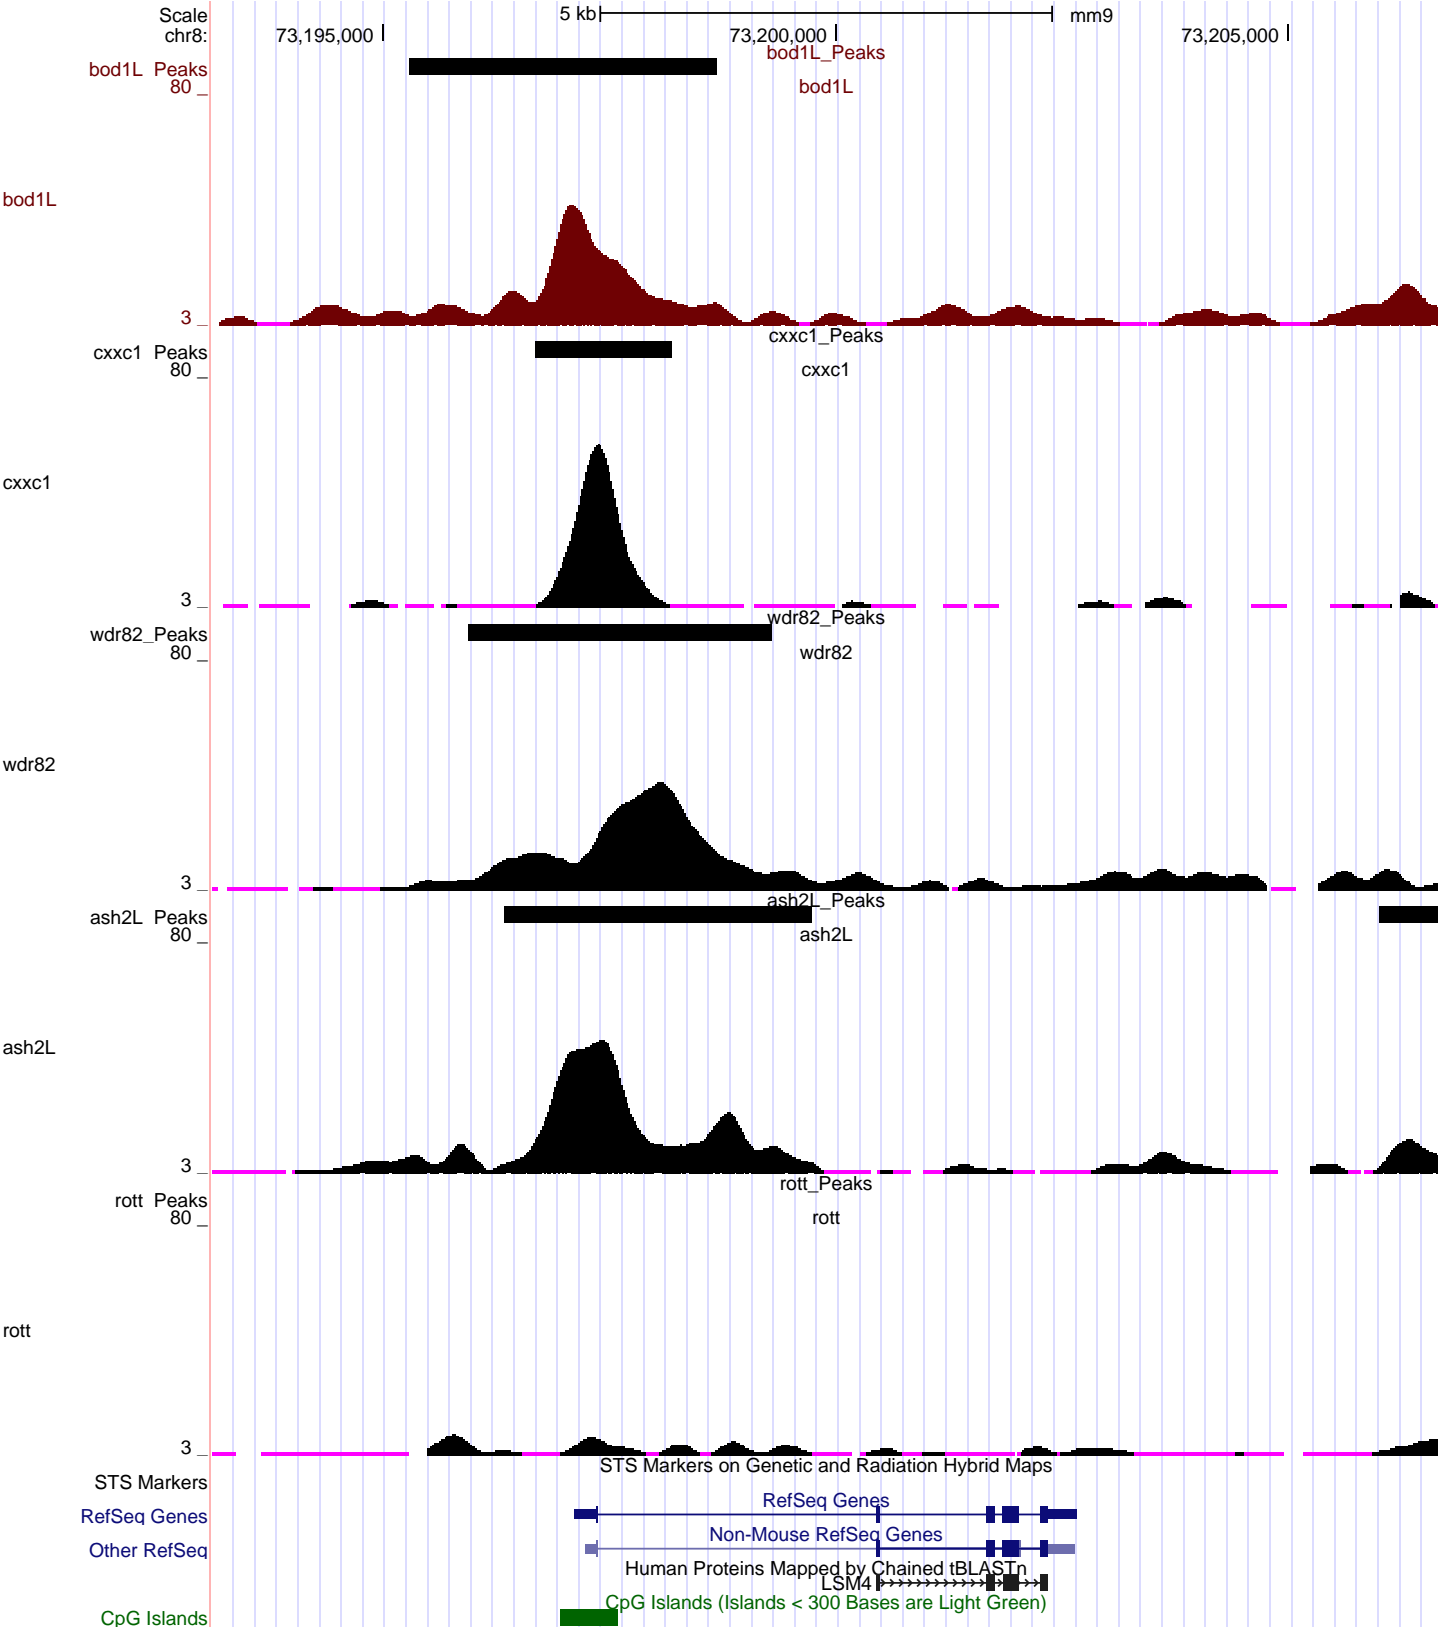 Scale 5 kb mm9
chr8: 73,195,000 73,200,000 73,205,000
bod1L_Peaks
bod1L Peaks
80 _ bod1L
bod1L
3 _
cxxc1_Peaks
cxxc1 Peaks
80 _ cxxc1
cxxc1
3 _
wdr82_Peaks
wdr82_Peaks
80 _ wdr82
wdr82
3 _
ash2L_Peaks
ash2L Peaks
80 _ ash2L
ash2L
3 _
rott_Peaks
rott Peaks
80 _ rott
rott
3 _
STS Markers on Genetic and Radiation Hybrid Maps
STS Markers
RefSeq Genes
RefSeq Genes
Non-Mouse RefSeq Genes
Other RefSeq
Human Proteins Mapped by Chained tBLASTn
LSM4
CpG Islands (Islands < 300 Bases are Light Green)
CpG Islands